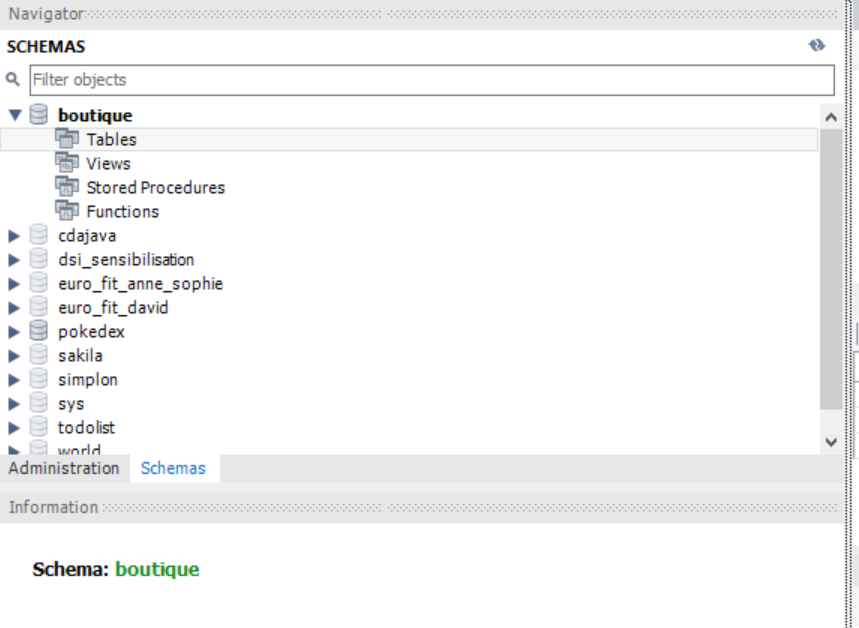 Navigator
SCHEMAS
Filter objects
boutique
Tables
Views
Stored Procedures
Functions
cdajava
dsi_sensibilisation
euro_fit_anne_sophie
euro_fit_david
pokedex
sakila
simplon
sys
todolist
world
Administration Schemas
Information
Schema: boutique